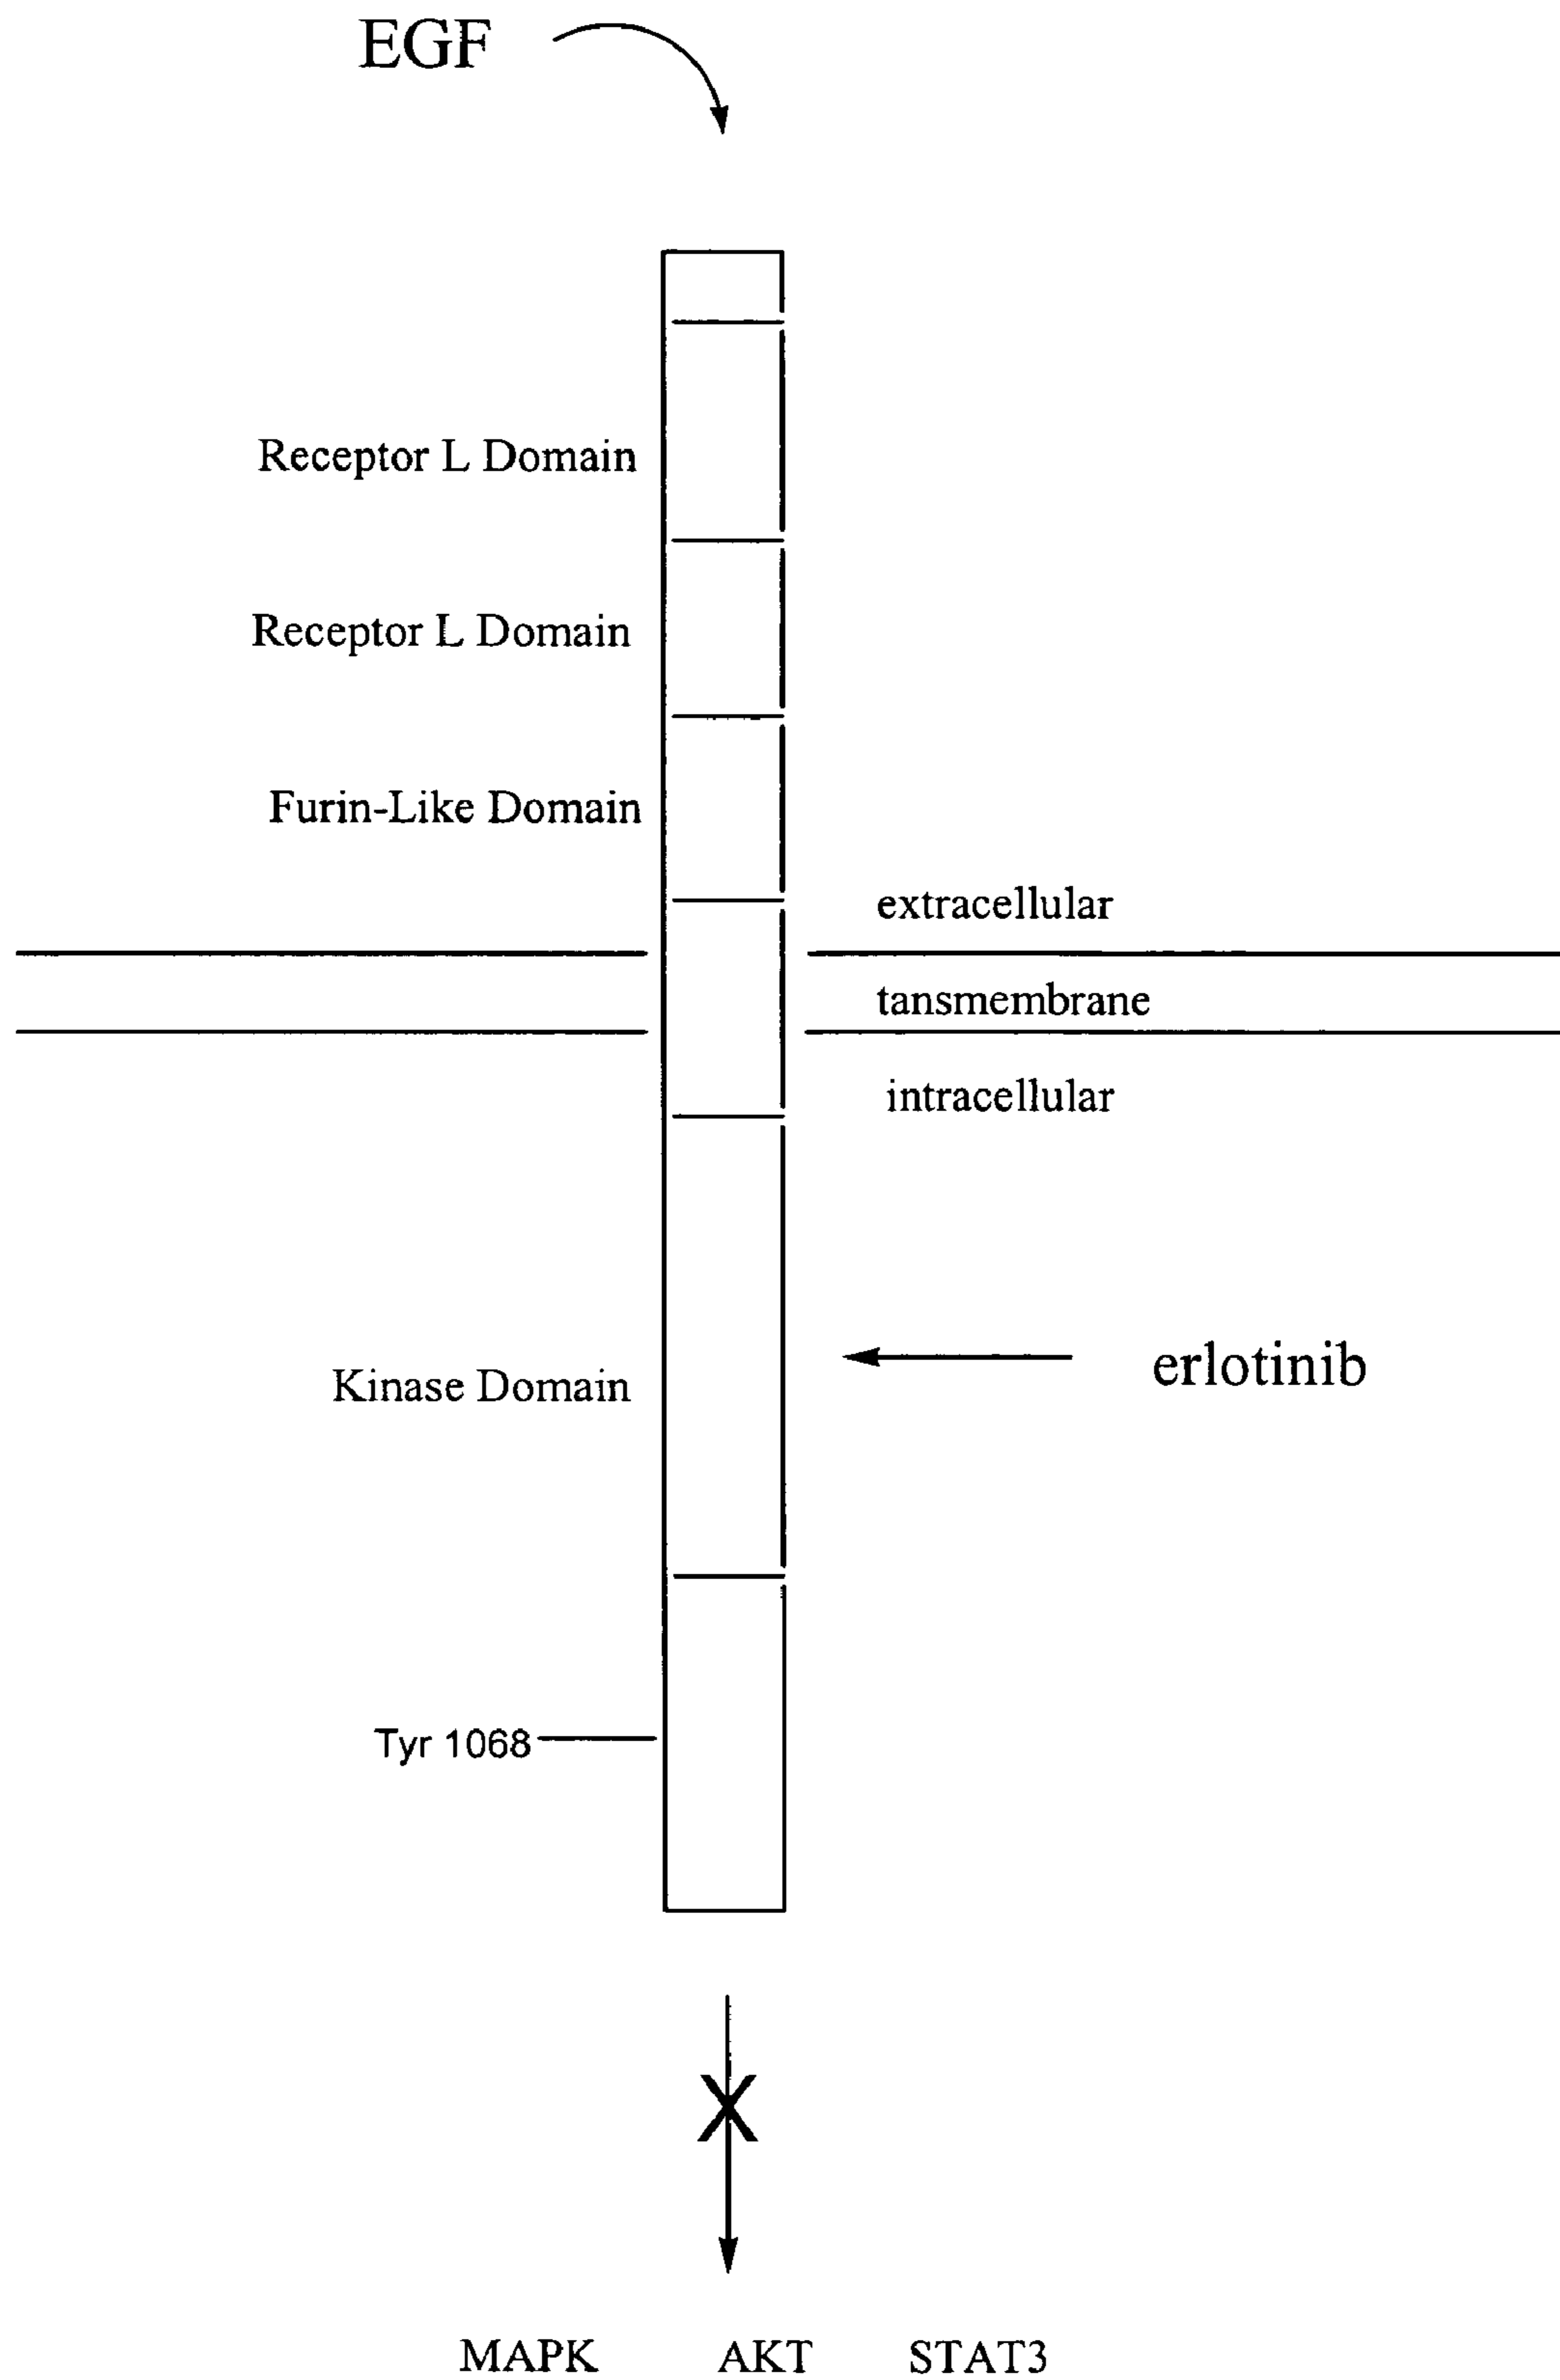 EGF
Receptor L Domain
Receptor L Domain
Furin-Like Domain
extracellular
tansmembrane
intracellular
erlotinib
Kinase Domain
Tyr 1068
X
MAPK AKT STAT3